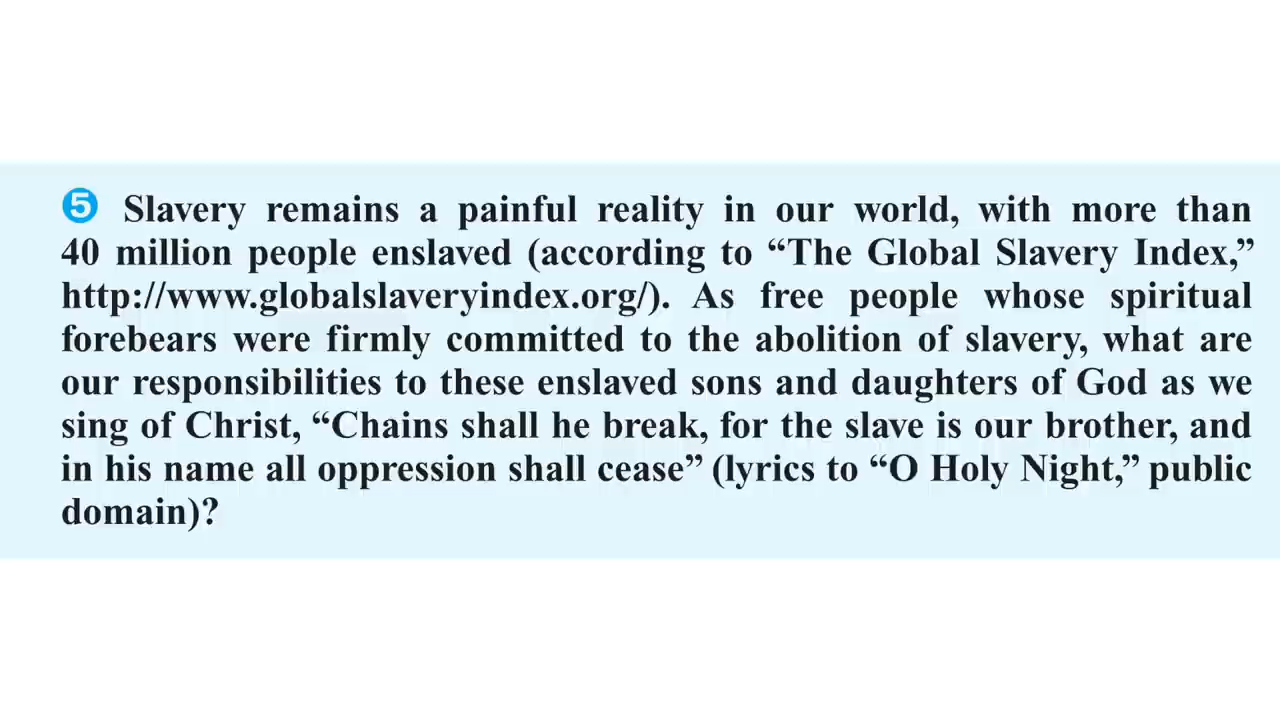 5 Slavery remains a painful reality in our world, with more than
40 million people enslaved (according to “The Global Slavery Index,”
http://www.globalslaveryindex.org/). As free people whose spiritual
forebears were firmly committed to the abolition of slavery, what are
our responsibilities to these enslaved sons and daughters of God as we
sing of Christ, “Chains shall he break, for the slave is our brother, and
in his name all oppression shall cease” (lyrics to “O Holy Night,” public
domain)?